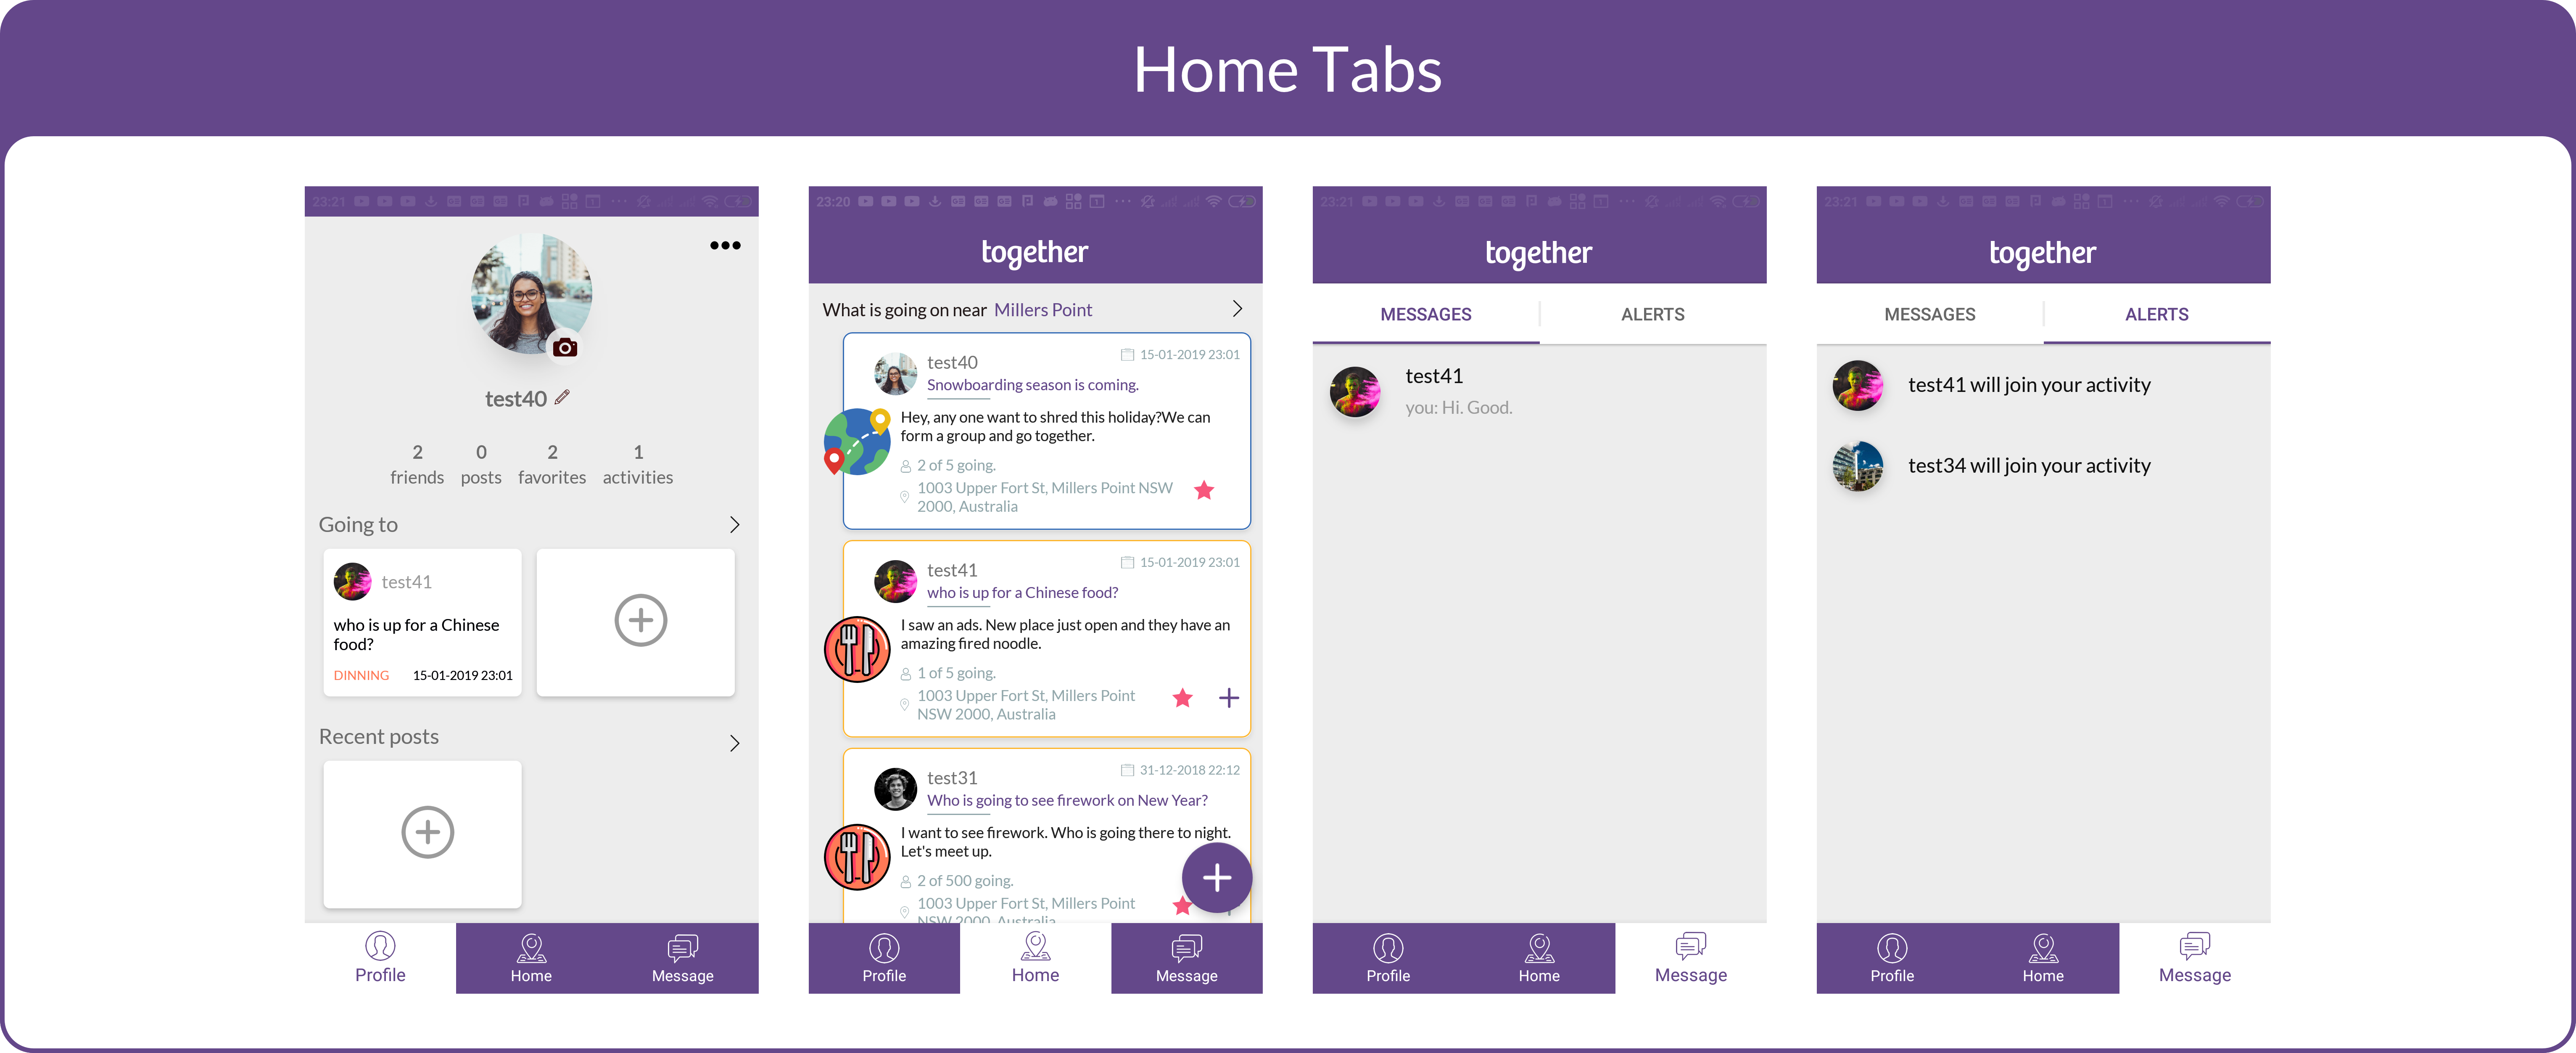 Home Tabs
23:21
test40
2 0 2 1
friends posts favorites activities
Going to
test41
who is up for a Chinese
food?
DINNING 15-01-2019 23:01
Recent posts
Profile Home Message
23:20
together
What is going on near Millers Point
test40 15-01-2019 23:01
Snowboarding season is coming.
Hey, any one want to shred this holiday?We can
form a group and go together.
2 of 5 going.
1003 Upper Fort St, Millers Point NSW
2000, Australia
test41 15-01-2019 23:01
who is up for a Chinese food?
I saw an ads. New place just open and they have an
amazing fired noodle.
1 of 5 going.
1003 Upper Fort St, Millers Point
NSW 2000, Australia
test31 31-12-2018 22:12
Who is going to see firework on New Year?
I want to see firework. Who is going there to night.
Let's meet up.
2 of 500 going.
1003 Upper Fort St, Millers Point
NSW 2000, Australia
Profile Home Message
23:21
together
MESSAGES ALERTS
test41
you: Hi. Good.
Profile Home Message
23:21
together
MESSAGES ALERTS
test41 will join your activity
test34 will join your activity
Profile Home Message